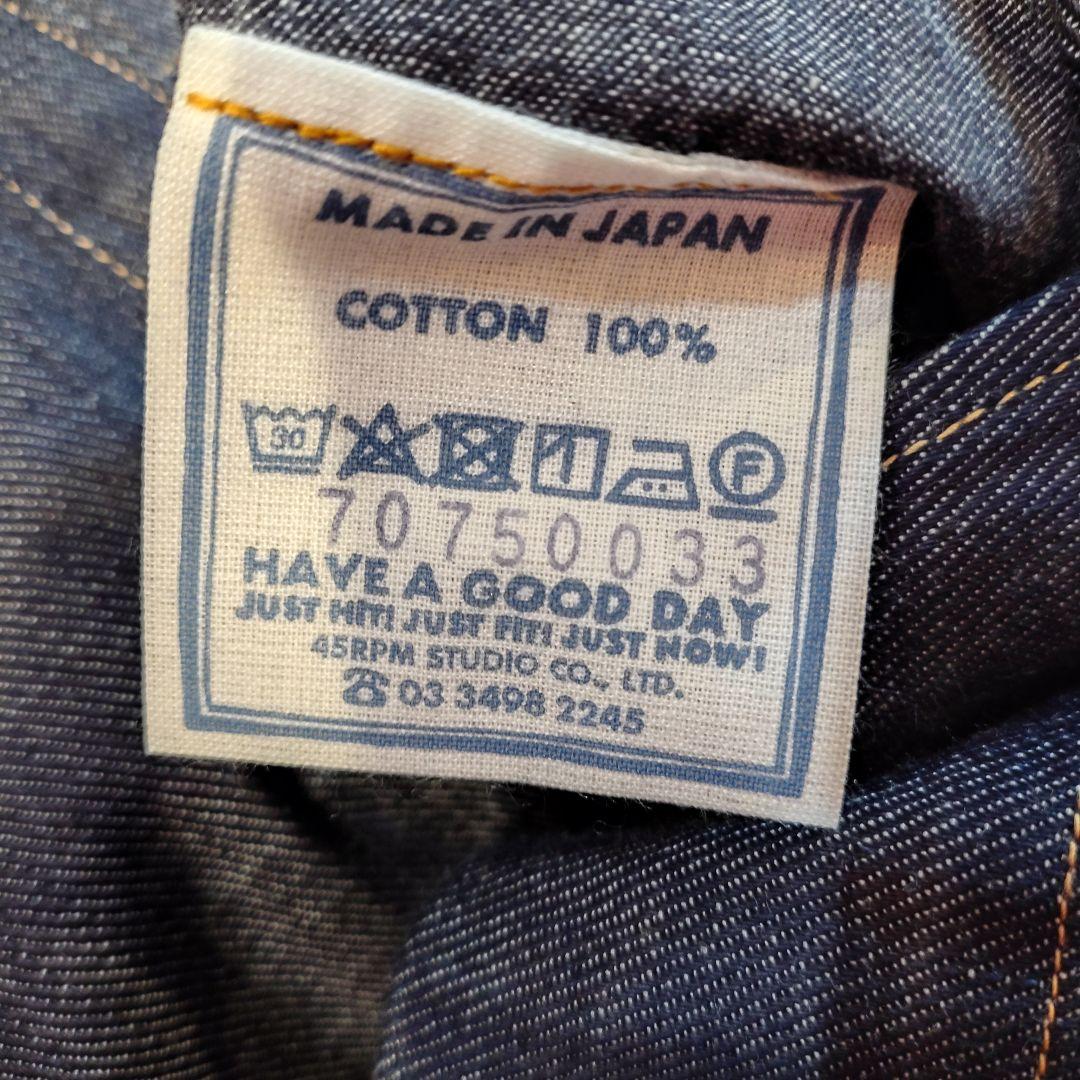 MADE IN JAPAN
COTTON 100%
30 F
70750033
HAVE A GOOD DAY
JUST HIT! JUST FIT! JUST NOW!
45RPM STUDIO CO., LTD.
☎ 03 3498 2245